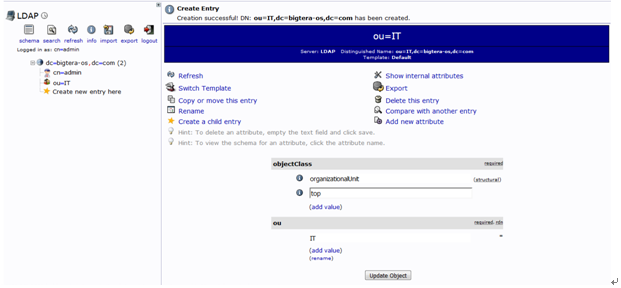 LDAP
schema search refresh info import export logout
Logged in as: cn=admin
dc=bigtera-os,dc=com (2)
cn=admin
ou=IT
Create new entry here
Create Entry
Creation successful! DN: ou=IT,dc=bigtera-os,dc=com has been created.
ou=IT
Server: LDAP Distinguished Name: ou=IT,dc=bigtera-os,dc=com
Template: Default
Refresh
Show internal attributes
Switch Template
Export
Copy or move this entry
Delete this entry
Rename
Compare with another entry
Create a child entry
Add new attribute
Hint: To delete an attribute, empty the text field and click save.
Hint: To view the schema for an attribute, click the attribute name.
objectClass required
organizationalUnit (structural)
top
(add value)
ou required, rdn
IT *
(add value)
(rename)
Update Object